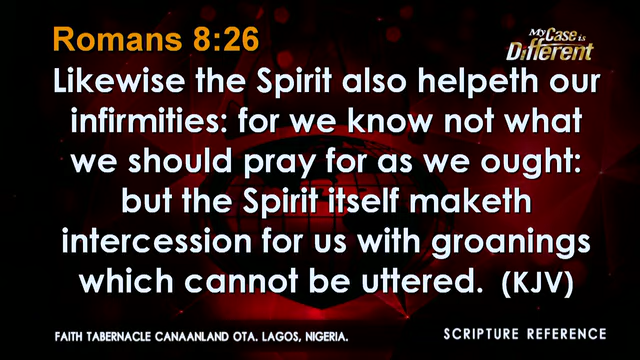 Romans 8:26
My Case is
Different
Likewise the Spirit also helpeth our
infirmities: for we know not what
we should pray for as we ought:
but the Spirit itself maketh
intercession for us with groanings
which cannot be uttered. (KJV)
FAITH TABERNACLE CANAANLAND OTA. LAGOS, NIGERIA.
SCRIPTURE REFERENCE